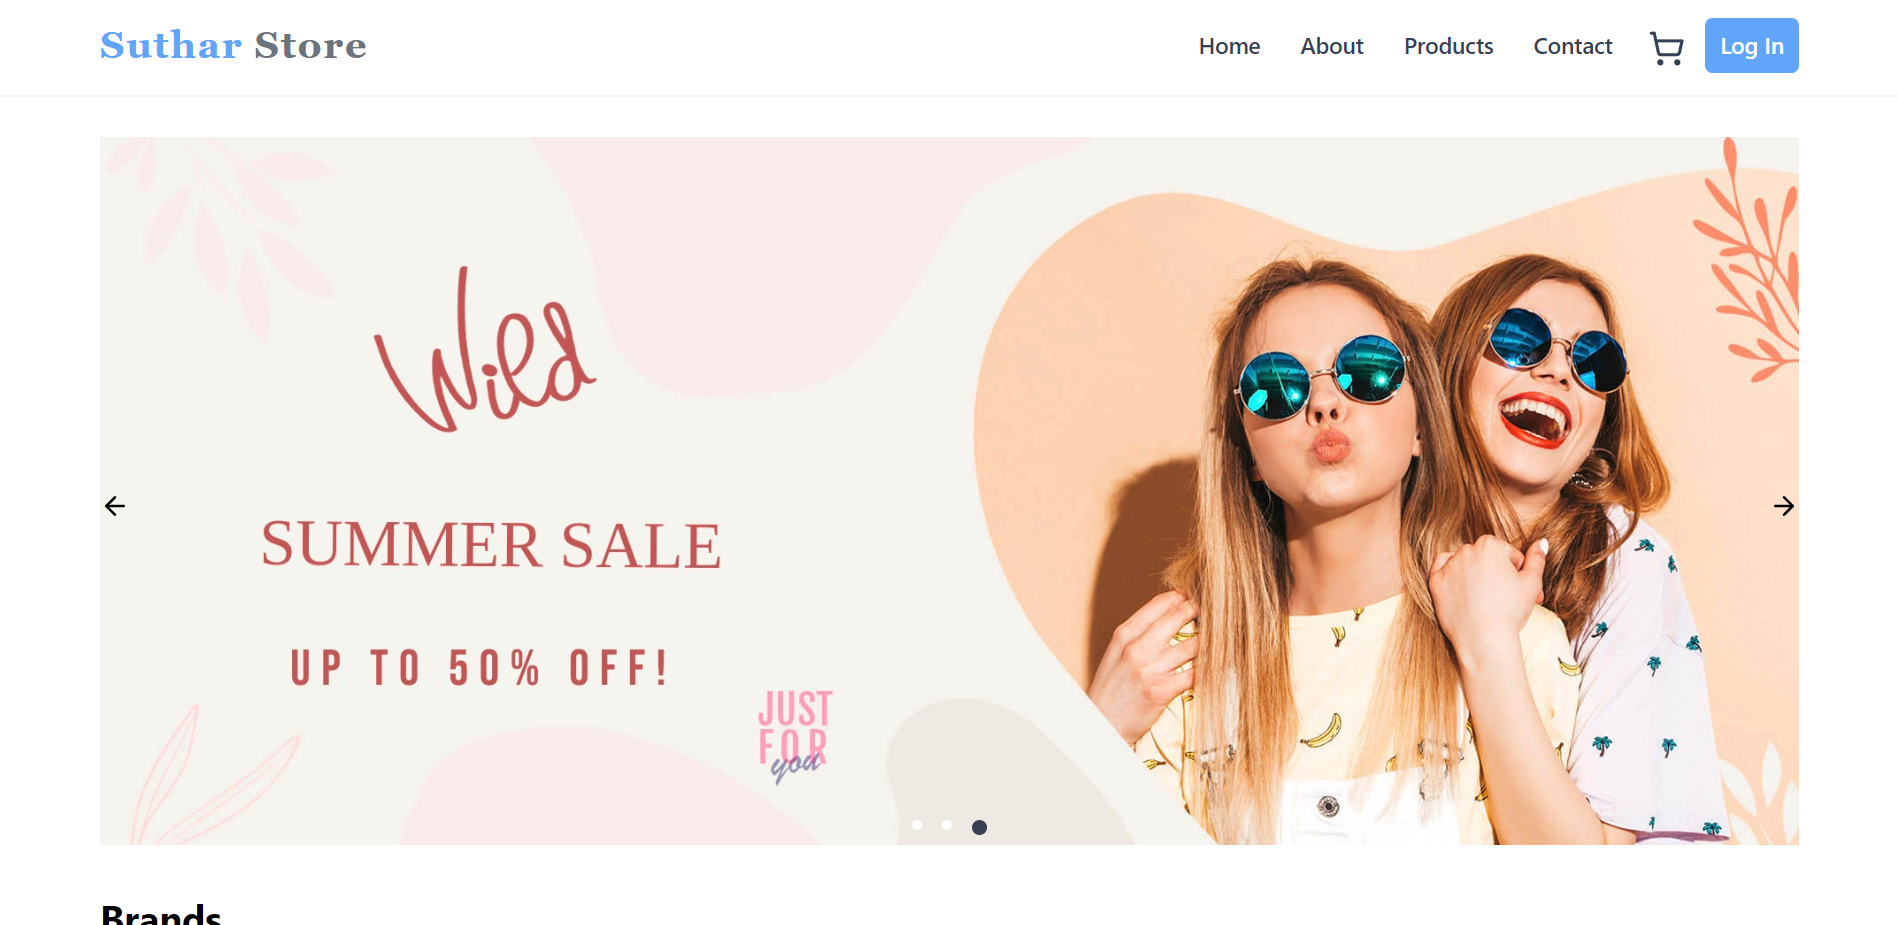 Suthar Store
Home About Products Contact Log In
Wild
SUMMER SALE
UP TO 50% OFF!
JUST
FOR
you
Brands